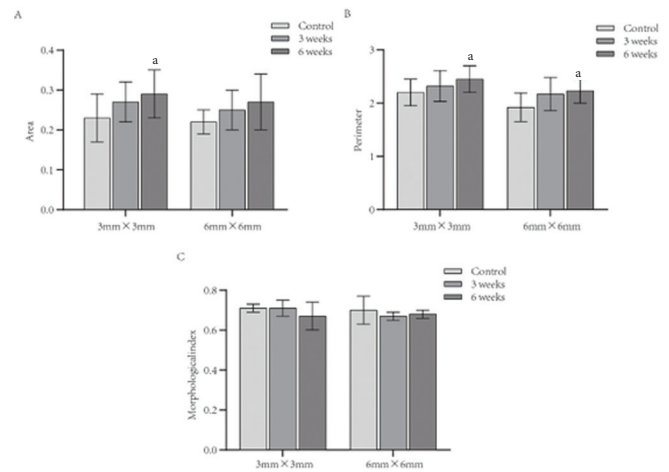 A
Control
3 weeks
6 weeks
0.4
0.3
0.2
0.1
0.0
Area
a
3mm×3mm
6mm×6mm
B
Control
3 weeks
6 weeks
3
2
1
0
Perimeter
a
a
3mm×3mm
6mm×6mm
C
Control
3 weeks
6 weeks
0.8
0.6
0.4
0.2
0.0
Morphologicalindex
3mm×3mm
6mm×6mm